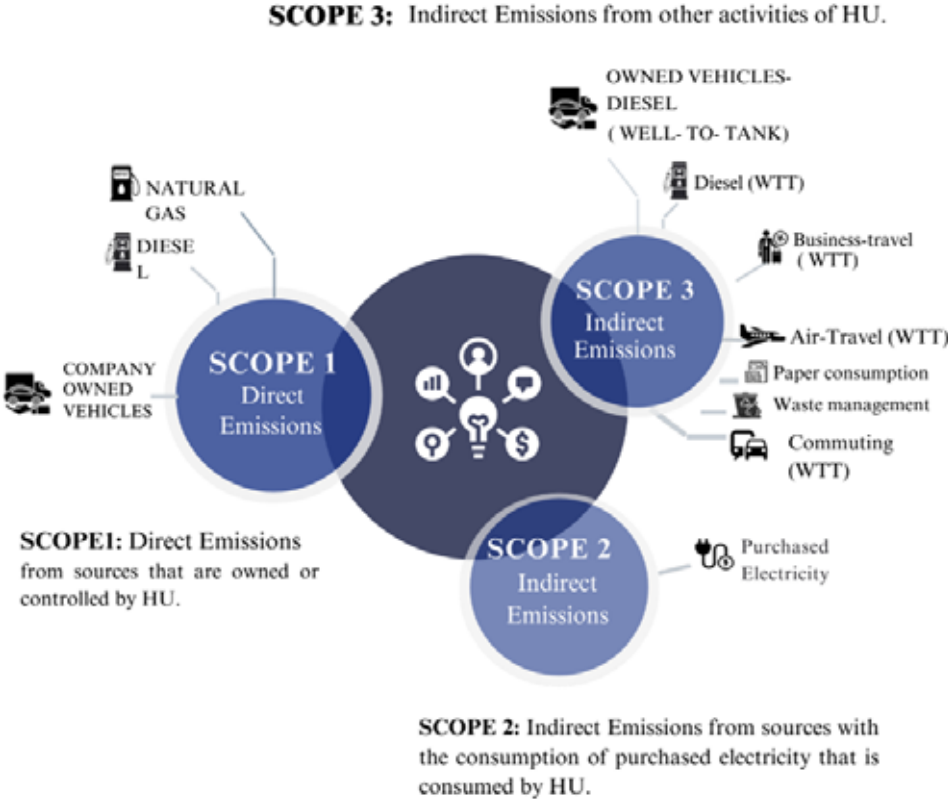 SCOPE 3: Indirect Emissions from other activities of HU.
OWNED VEHICLES-
DIESEL
( WELL- TO- TANK)
Diesel (WTT)
Business-travel
( WTT)
Air-Travel (WTT)
Paper consumption
Waste management
Commuting
(WTT)
SCOPE 3
Indirect
Emissions
NATURAL
GAS
DIESE
L
COMPANY
OWNED
VEHICLES
SCOPE 1
Direct
Emissions
SCOPE1: Direct Emissions
from sources that are owned or
controlled by HU.
SCOPE 2
Indirect
Emissions
Purchased
Electricity
SCOPE 2: Indirect Emissions from sources with
the consumption of purchased electricity that is
consumed by HU.